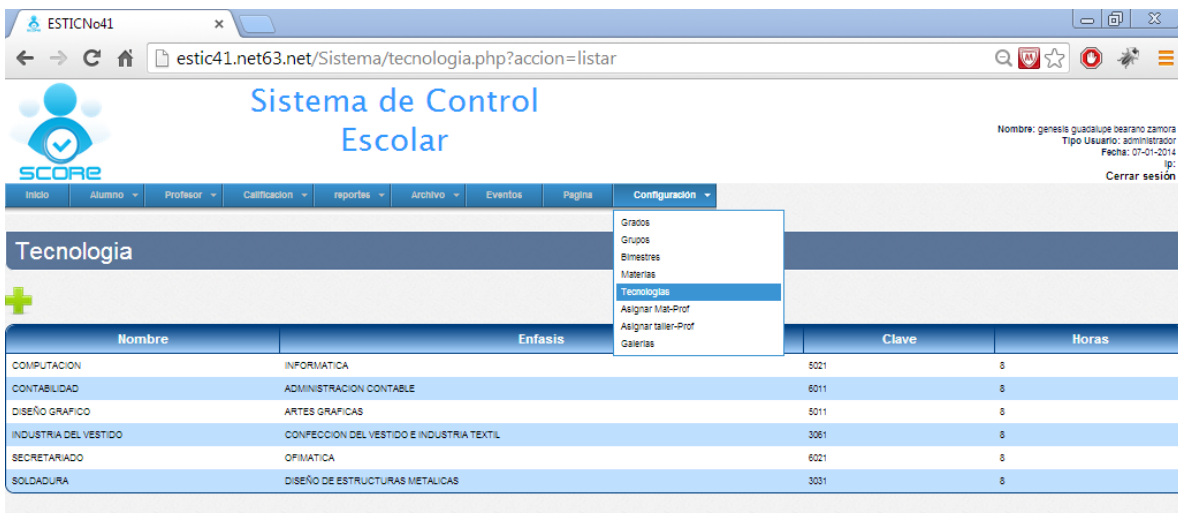 ESTICNo41
estic41.net63.net/Sistema/tecnologia.php?accion=listar
Sistema de Control
Escolar
SCORE
Nombre: genesis guadalupe bearano zamora
Tipo Usuario: administrador
Fecha: 07-01-2014
Ip:
Cerrar sesión
Inicio Alumno Profesor Calificacion reportes Archivo Eventos Pagina Configuración
Grados
Grupos
Bimestres
Materias
Tecnologías
Asignar Mat-Prof
Asignar taller-Prof
Galerias
Tecnologia
Nombre Enfasis Clave Horas
COMPUTACION INFORMATICA 5021 8
CONTABILIDAD ADMINISTRACION CONTABLE 6011 8
DISEÑO GRAFICO ARTES GRAFICAS 5011 8
INDUSTRIA DEL VESTIDO CONFECCION DEL VESTIDO E INDUSTRIA TEXTIL 3061 8
SECRETARIADO OFIMATICA 6021 8
SOLDADURA DISEÑO DE ESTRUCTURAS METALICAS 3031 8